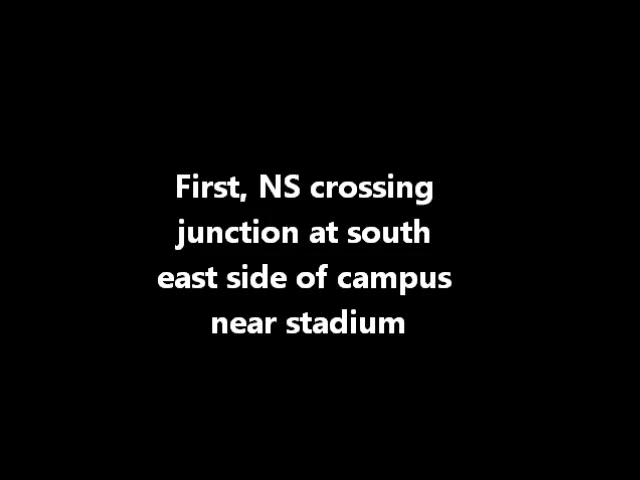 First, NS crossing
junction at south
east side of campus
near stadium